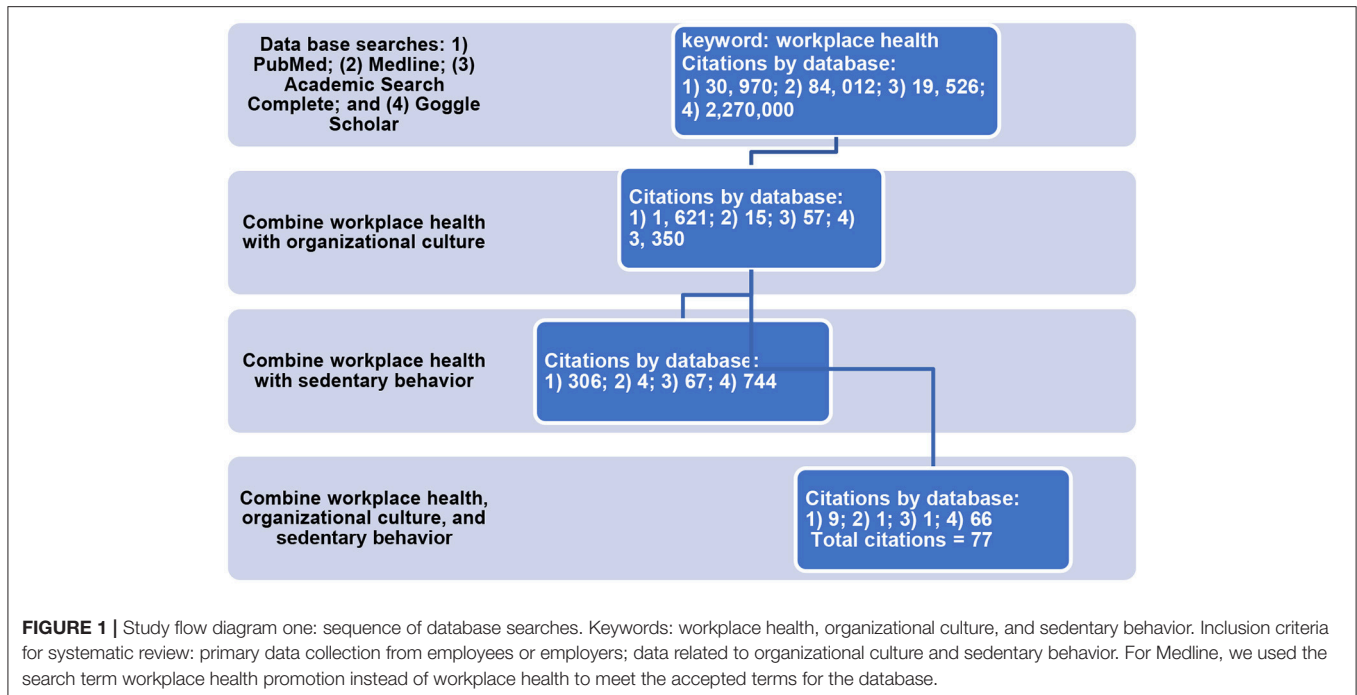 Data base searches: 1)
PubMed; (2) Medline; (3)
Academic Search
Complete; and (4) Goggle
Scholar
keyword: workplace health
Citations by database:
1) 30, 970; 2) 84, 012; 3) 19, 526;
4) 2,270,000
Combine workplace health
with organizational culture
Citations by database:
1) 1, 621; 2) 15; 3) 57; 4)
3, 350
Combine workplace health
with sedentary behavior
Citations by database:
1) 306; 2) 4; 3) 67; 4) 744
Combine workplace health,
organizational culture, and
sedentary behavior
Citations by database:
1) 9; 2) 1; 3) 1; 4) 66
Total citations = 77
FIGURE 1 | Study flow diagram one: sequence of database searches. Keywords: workplace health, organizational culture, and sedentary behavior. Inclusion criteria
for systematic review: primary data collection from employees or employers; data related to organizational culture and sedentary behavior. For Medline, we used the
search term workplace health promotion instead of workplace health to meet the accepted terms for the database.